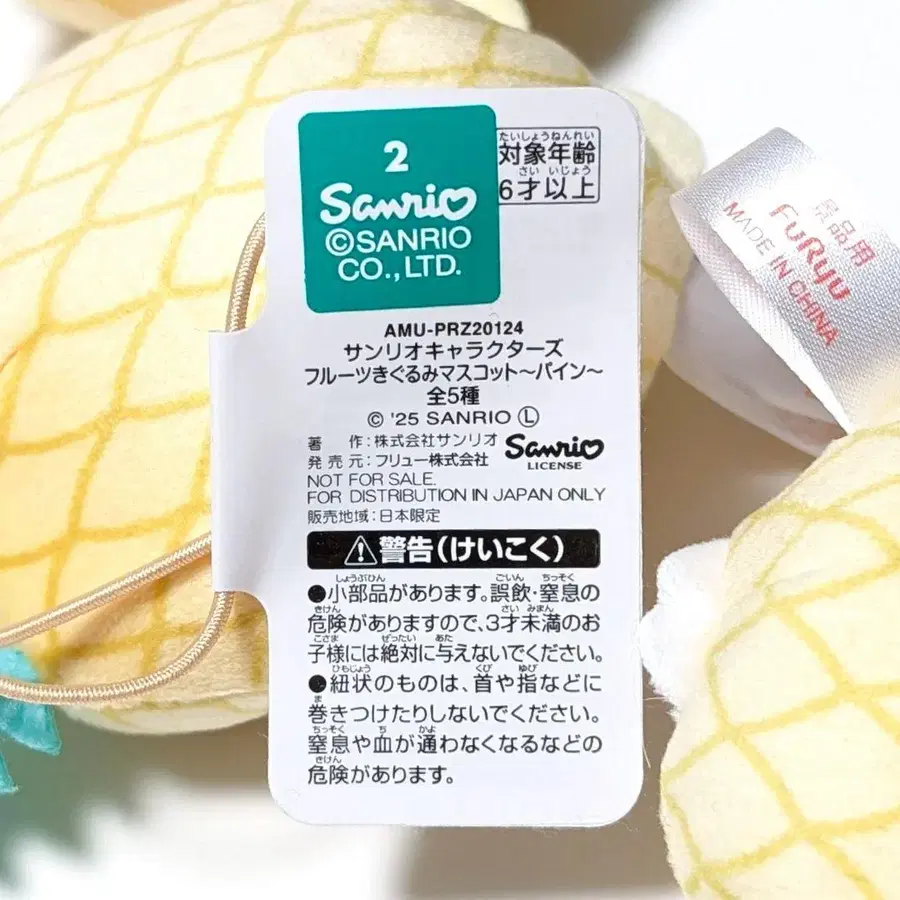 2
Sanrio
©SANRIO
CO.,LTD.
たいしょうねんれい
対象年齢
さい いじょう
6才以上
AMU-PRZ20124
サンリオキャラクターズ
フルーツきぐるみマスコット〜パイン〜
全5種
© '25 SANRIO Ⓛ
著 作:株式会社サンリオ
発 売 元:フリュー株式会社
Sanrio
LICENSE
NOT FOR SALE.
FOR DISTRIBUTION IN JAPAN ONLY
販売地域:日本限定
⚠警告(けいこく)
しょうぶひん ごいん ちっそく
●小部品があります。誤飲・窒息の
きけん さい みまん
危険がありますので、3才未満のお
こさま ぜったい あた
子様には絶対に与えないでください。
ひもじょう くび ゆび
●紐状のものは、首や指などに
ま
巻きつけたりしないでください。
ちっそく ち かよ
窒息や血が通わなくなるなどの
きけん
危険があります。
景品用
FuRyu
MADE IN CHINA